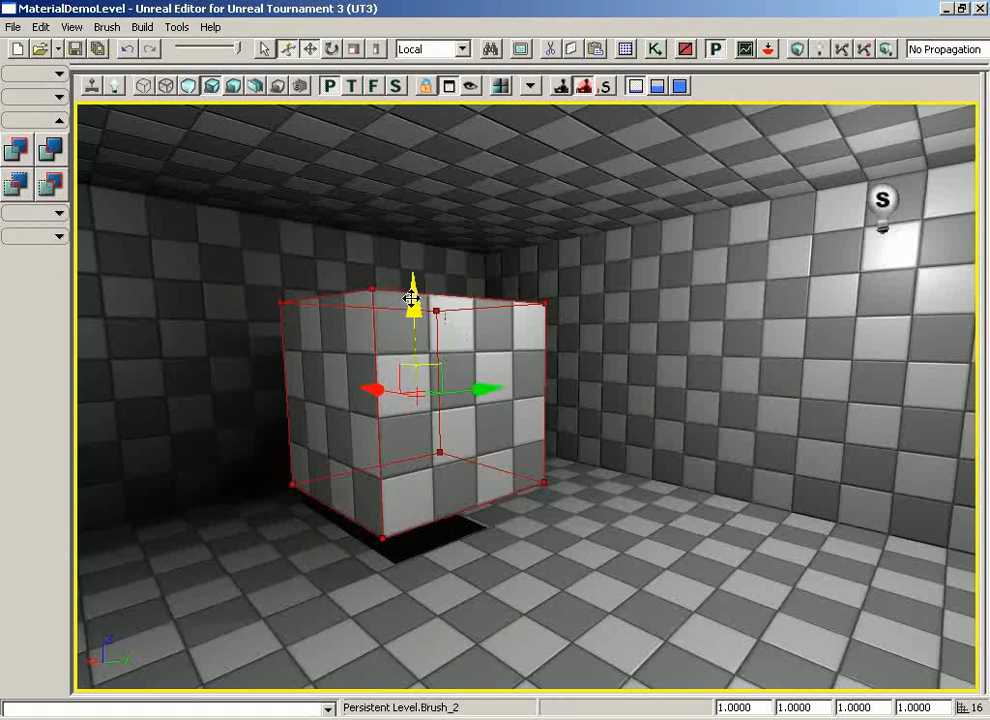 MaterialDemoLevel - Unreal Editor for Unreal Tournament 3 (UT3)
File Edit View Brush Build Tools Help
Local P No Propagation
P T F S S
S
Persistent Level.Brush_2 1.0000 1.0000 1.0000 1.0000 16